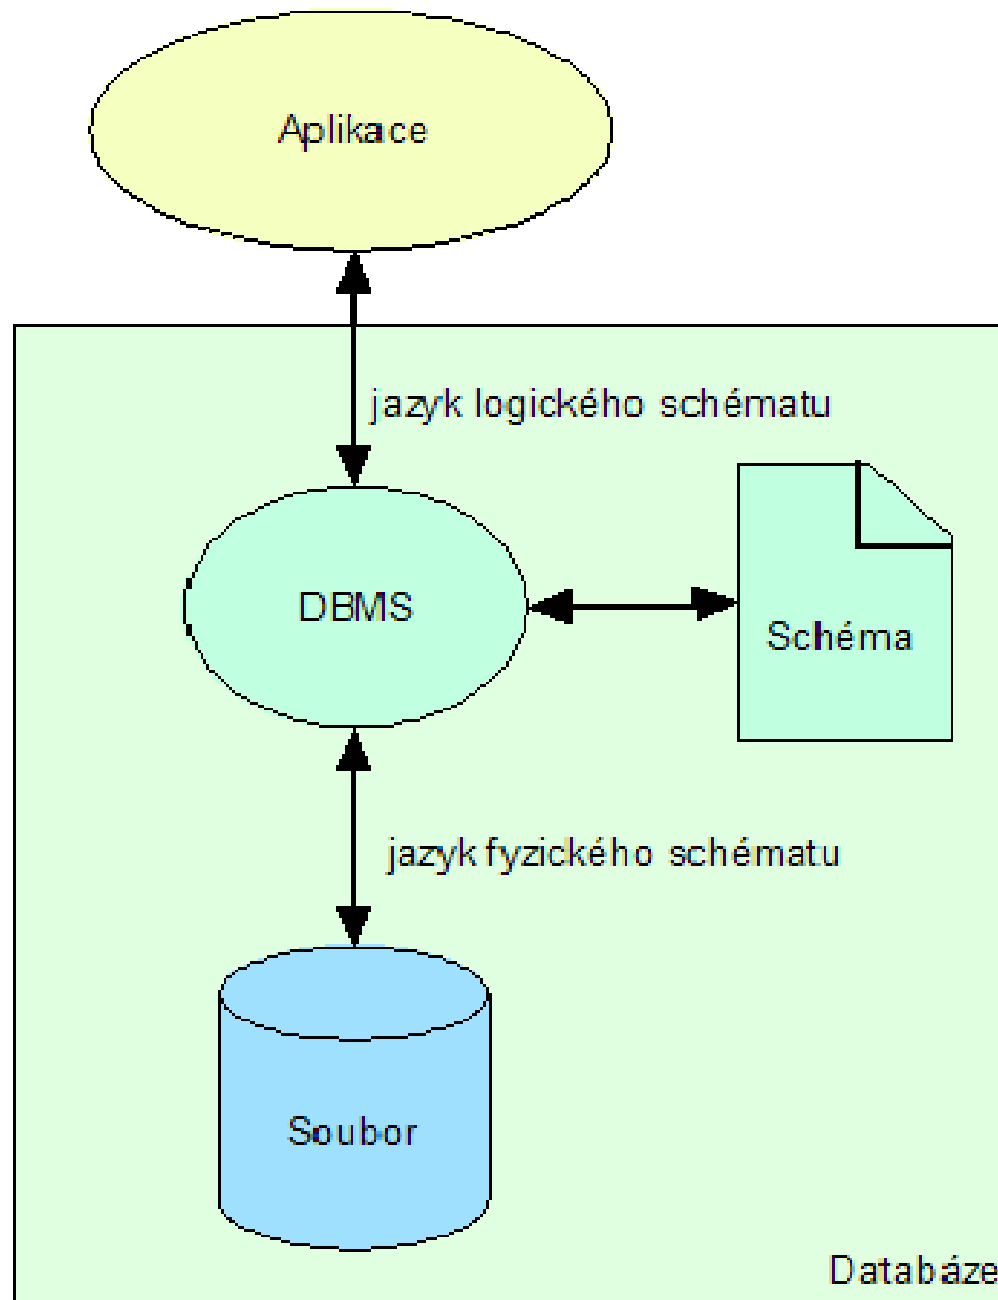 Aplikace
jazyk logického schématu
DBMS
Schéma
jazyk fyzického schématu
Soubor
Databáze